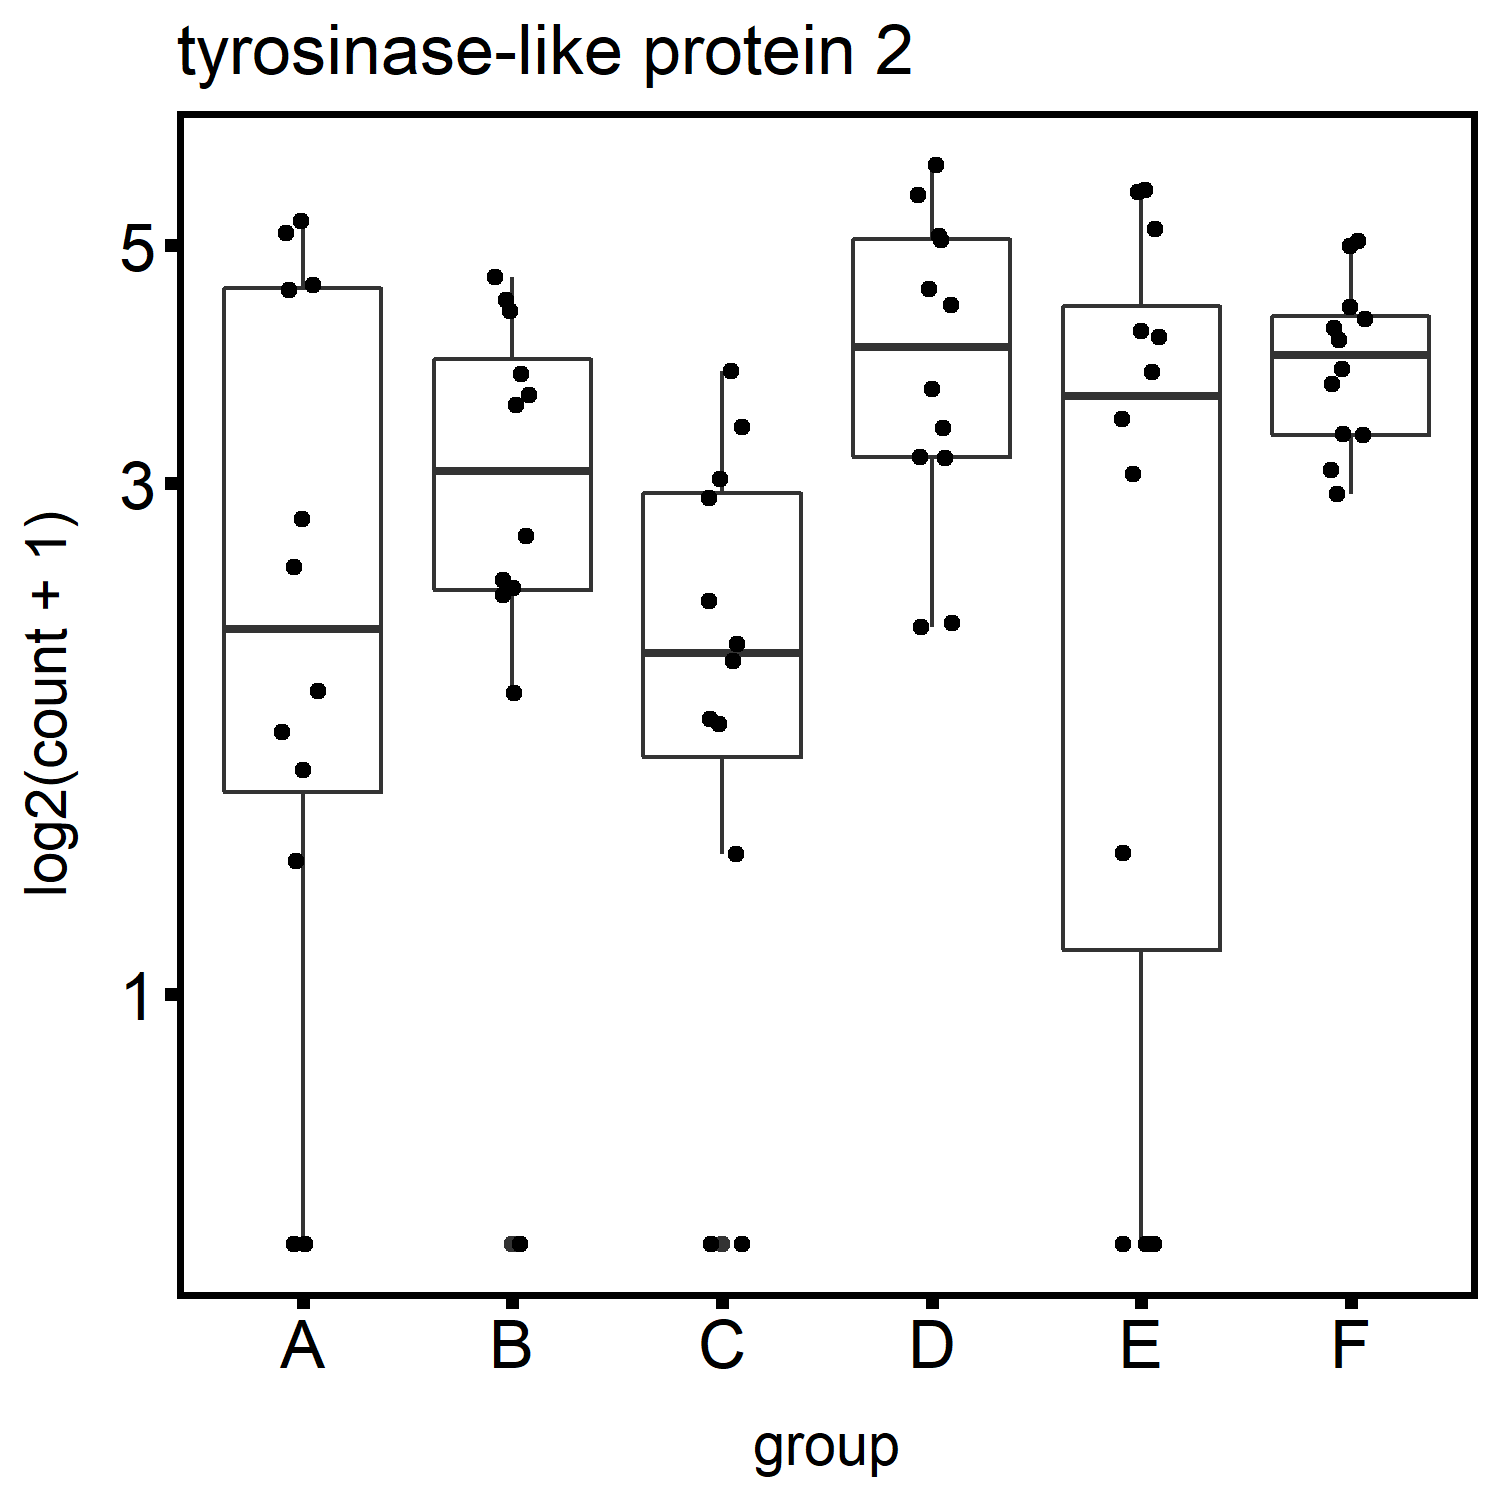 tyrosinase-like protein 2
log2(count + 1)
5
3
1
A B C D E F
group